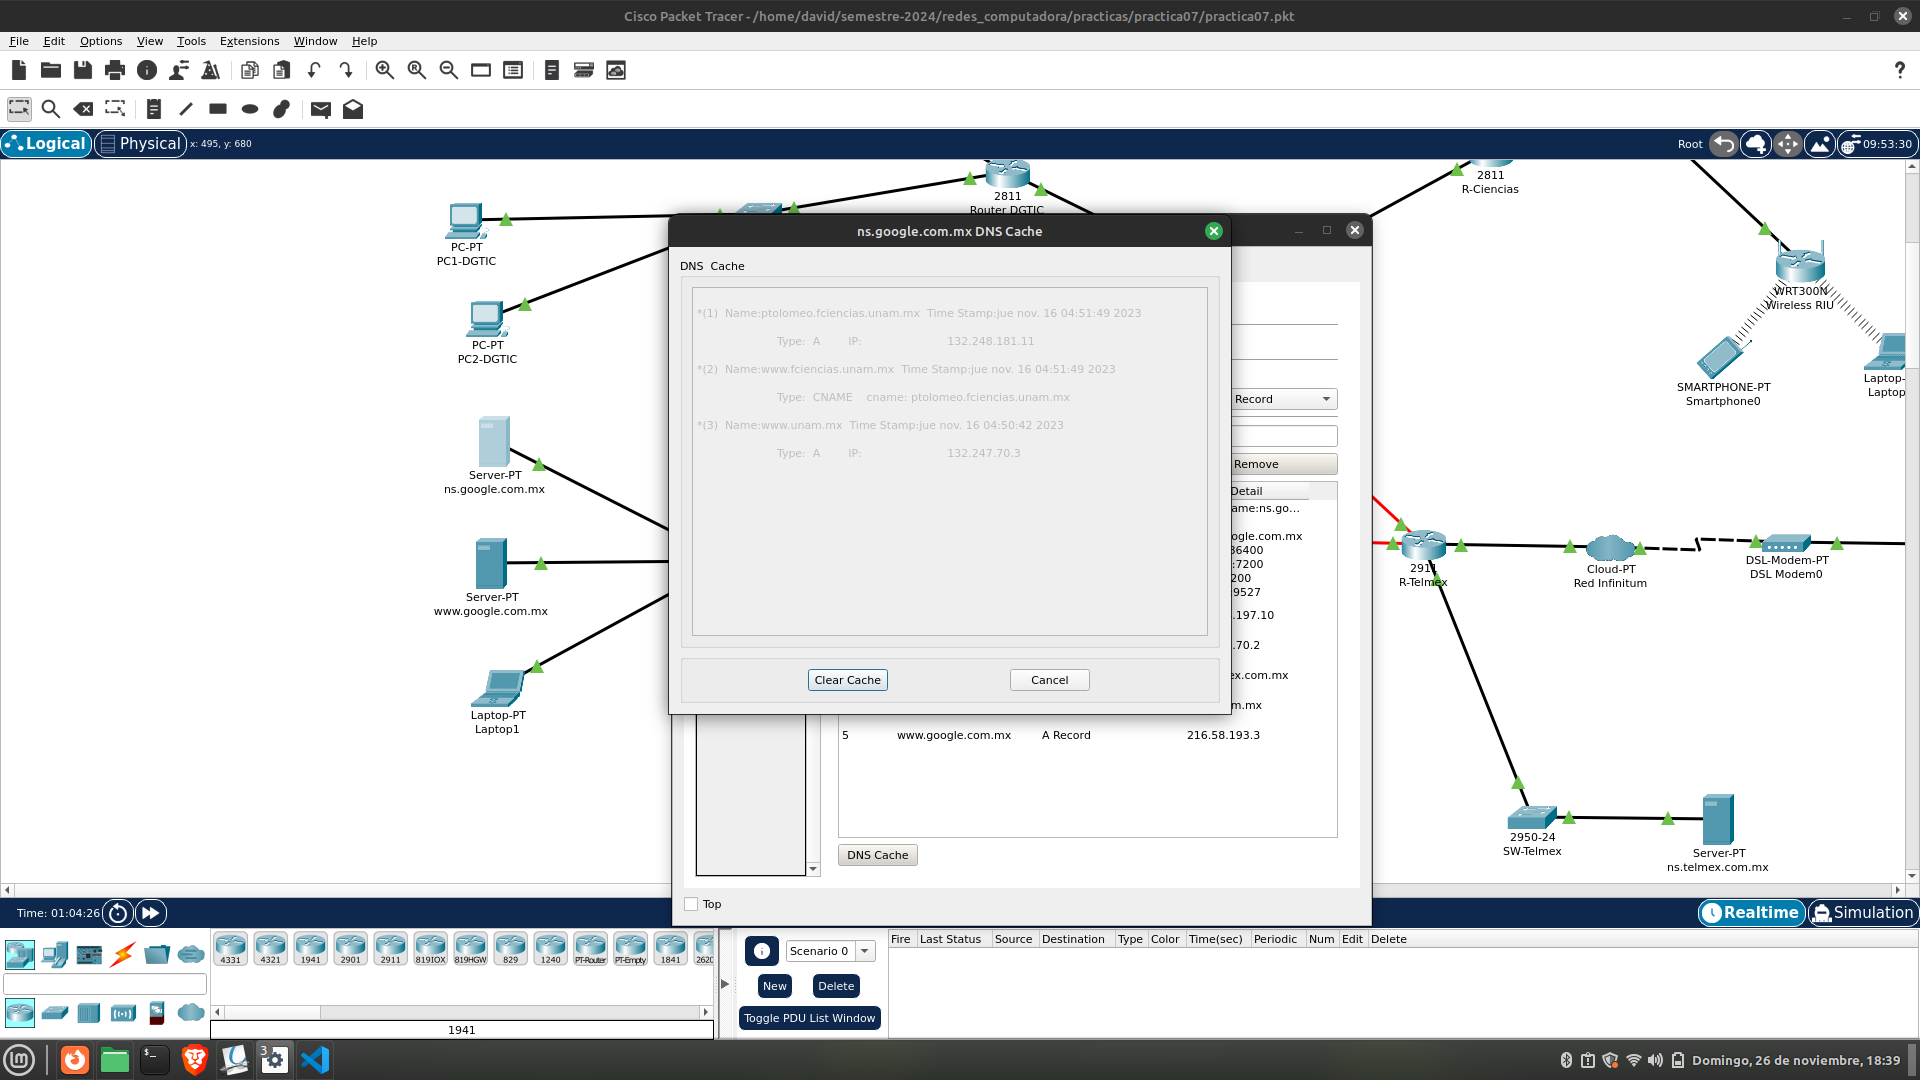 Cisco Packet Tracer - /home/david/semestre-2024/redes_computadora/practicas/practica07/practica07.pkt
File Edit Options View Tools Extensions Window Help
?
Logical Physical x: 495, y: 680
Root 09:53:30
2811
R-Ciencias
2811
Router DGTIC
PC-PT
PC1-DGTIC
PC-PT
PC2-DGTIC
Server-PT
ns.google.com.mx
Server-PT
www.google.com.mx
Laptop-PT
Laptop1
ns.google.com.mx DNS Cache
DNS Cache
*(1) Name:ptolomeo.fciencias.unam.mx Time Stamp:jue nov. 16 04:51:49 2023
Type: A IP: 132.248.181.11
*(2) Name:www.fciencias.unam.mx Time Stamp:jue nov. 16 04:51:49 2023
Type: CNAME cname: ptolomeo.fciencias.unam.mx
*(3) Name:www.unam.mx Time Stamp:jue nov. 16 04:50:42 2023
Type: A IP: 132.247.70.3
Clear Cache Cancel
Record
Remove
Detail
ame:ns.go...
ogle.com.mx
86400
:7200
200
9527
.197.10
.70.2
ex.com.mx
m.mx
5 www.google.com.mx A Record 216.58.193.3
DNS Cache
Top
WRT300N
Wireless RIU
SMARTPHONE-PT
Smartphone0
Laptop-
Laptop
2911
R-Telmex
Cloud-PT
Red Infinitum
DSL-Modem-PT
DSL Modem0
2950-24
SW-Telmex
Server-PT
ns.telmex.com.mx
Time: 01:04:26
Realtime Simulation
4331 4321 1941 2901 2911 819IOX 819HGW 829 1240 PT-Router PT-Empty 1841 2620
1941
Scenario 0
New Delete
Toggle PDU List Window
Fire Last Status Source Destination Type Color Time(sec) Periodic Num Edit Delete
3
Domingo, 26 de noviembre, 18:39